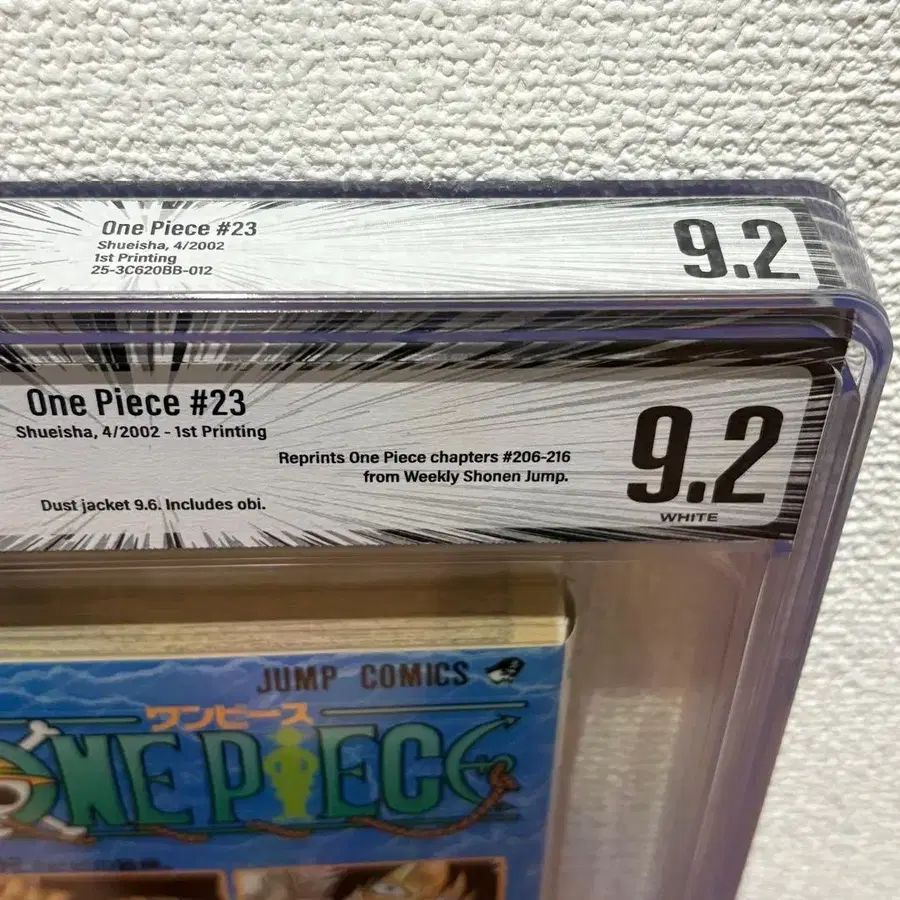 One Piece #23
Shueisha, 4/2002
1st Printing
25-3C620BB-012
9.2
One Piece #23
Shueisha, 4/2002 - 1st Printing
Reprints One Piece chapters #206-216
from Weekly Shonen Jump.
Dust jacket 9.6. Includes obi.
9.2
WHITE
JUMP COMICS
ワンピース
ONE PIECE